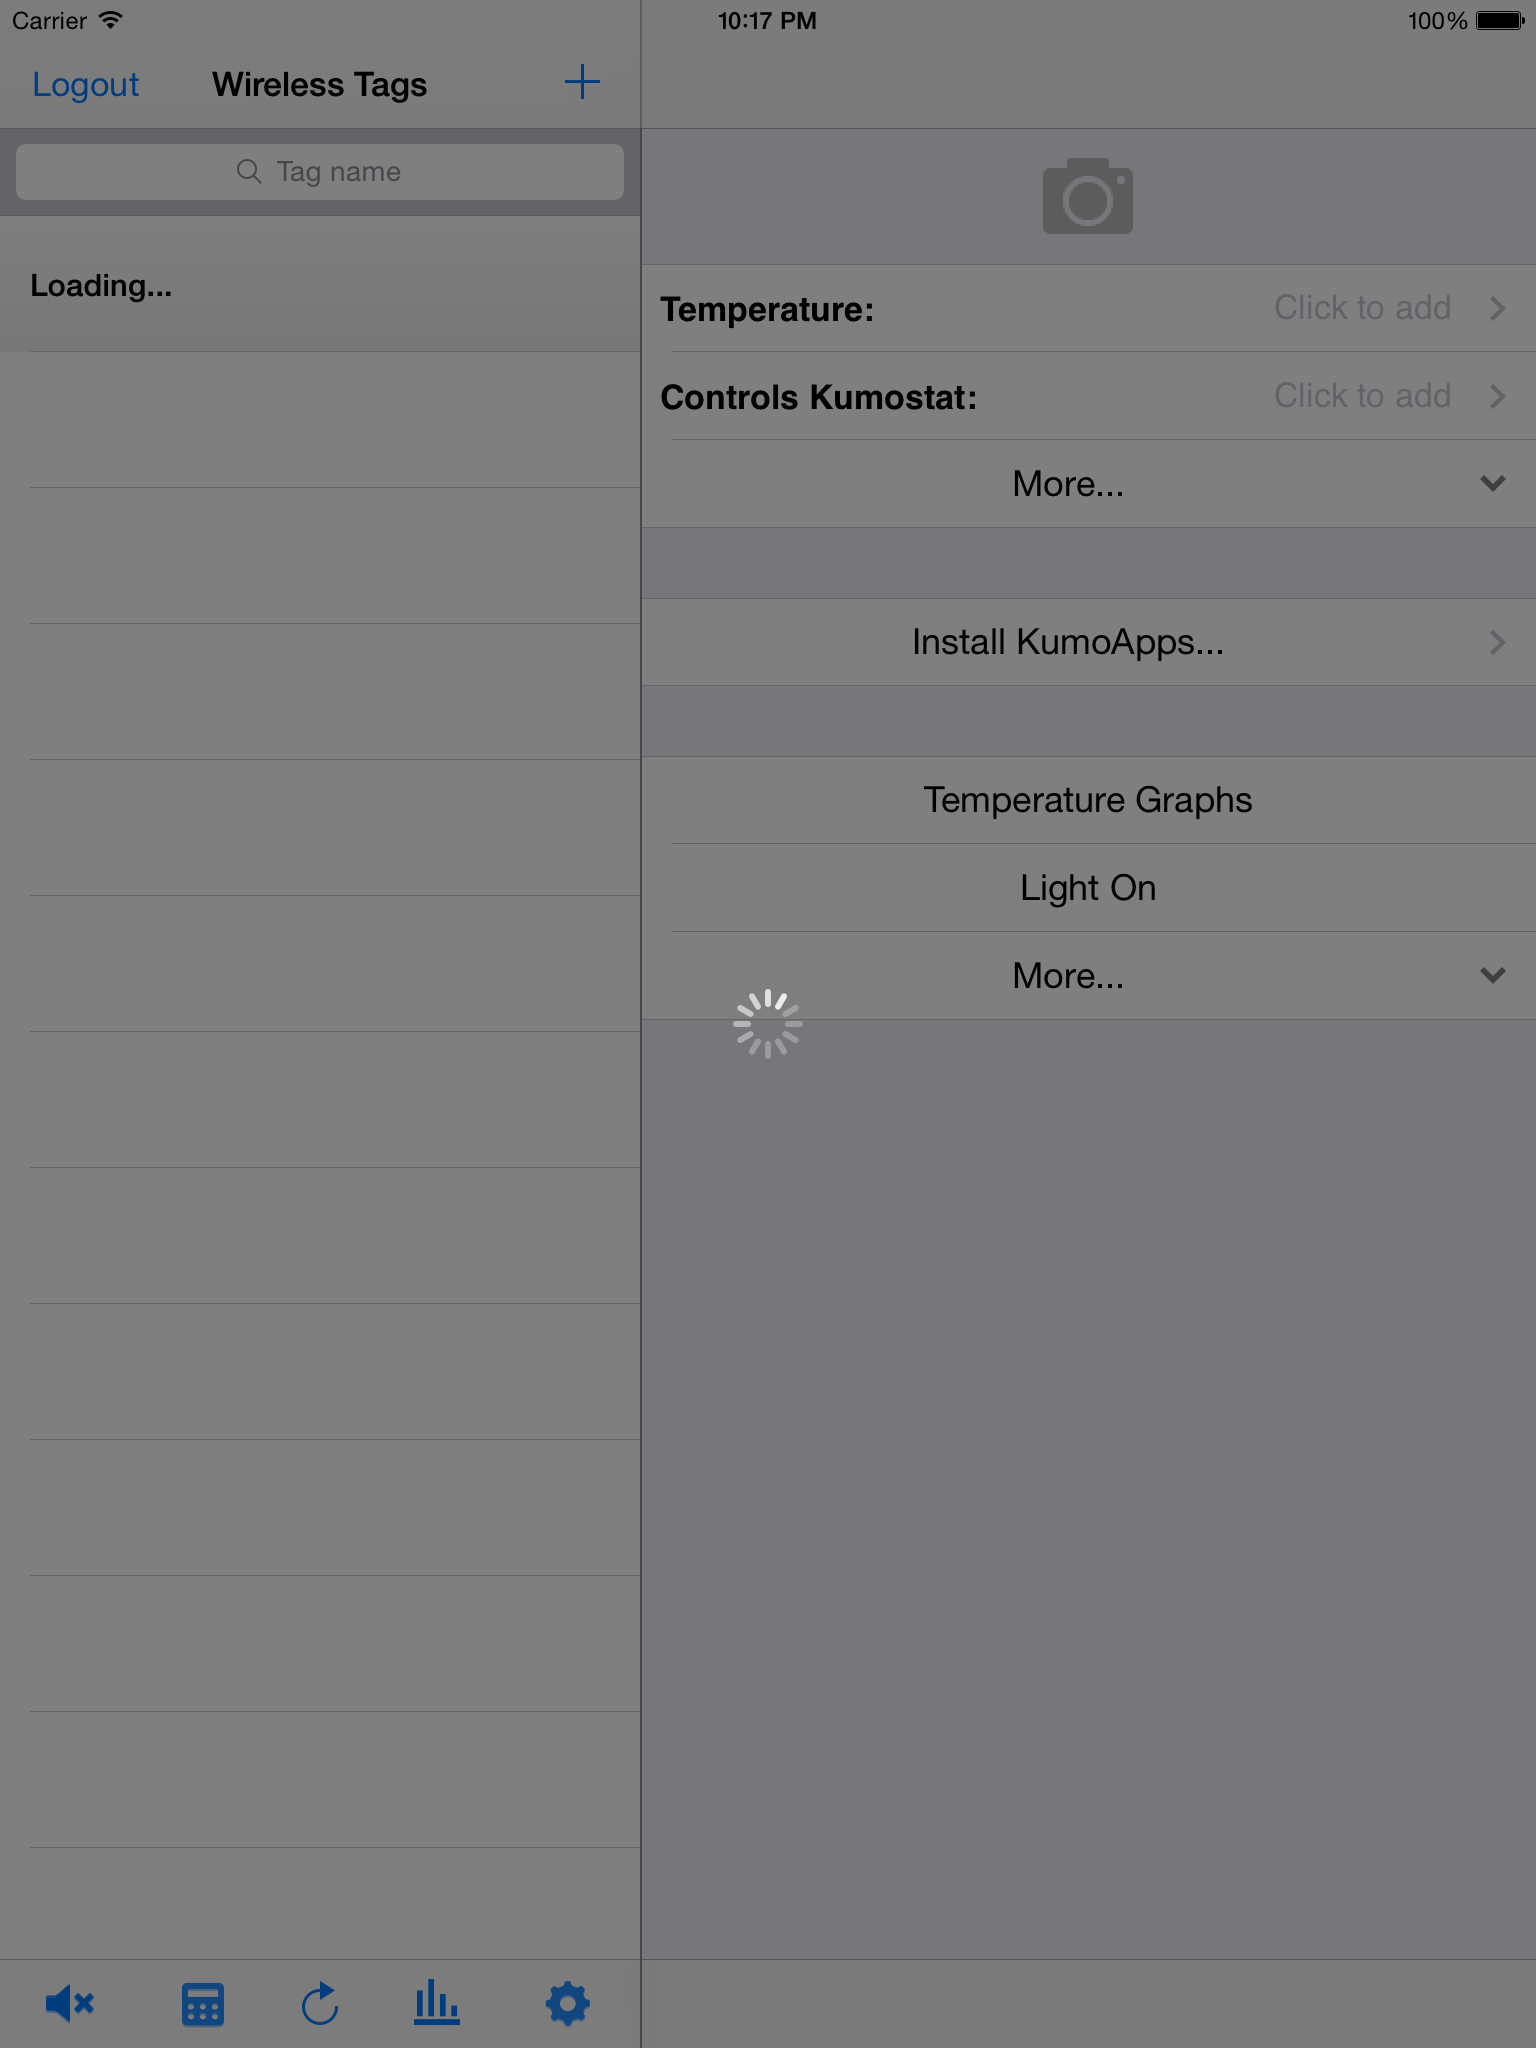 Carrier 10:17 PM 100%
Logout Wireless Tags
Tag name
Loading...
Temperature: Click to add
Controls Kumostat: Click to add
More...
Install KumoApps...
Temperature Graphs
Light On
More...